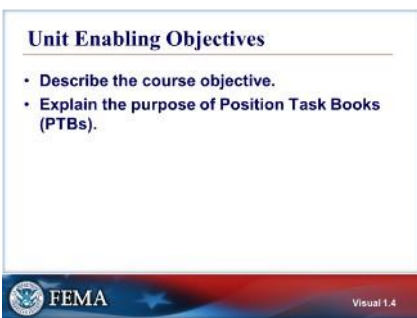 Unit Enabling Objectives
• Describe the course objective.
• Explain the purpose of Position Task Books
(PTBs).
FEMA
Visual 1.4